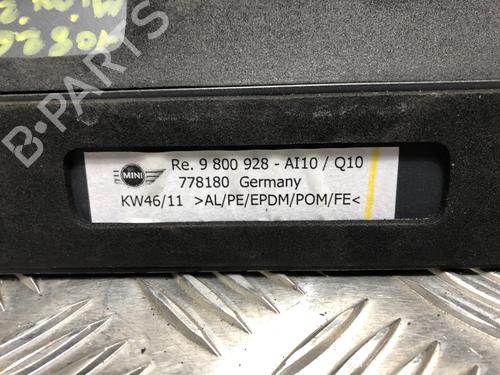 MINI
Re. 9 800 928 - AI10 / Q10
778180 Germany
KW46/11 >AL/PE/EPDM/POM/FE<
B-PARTS